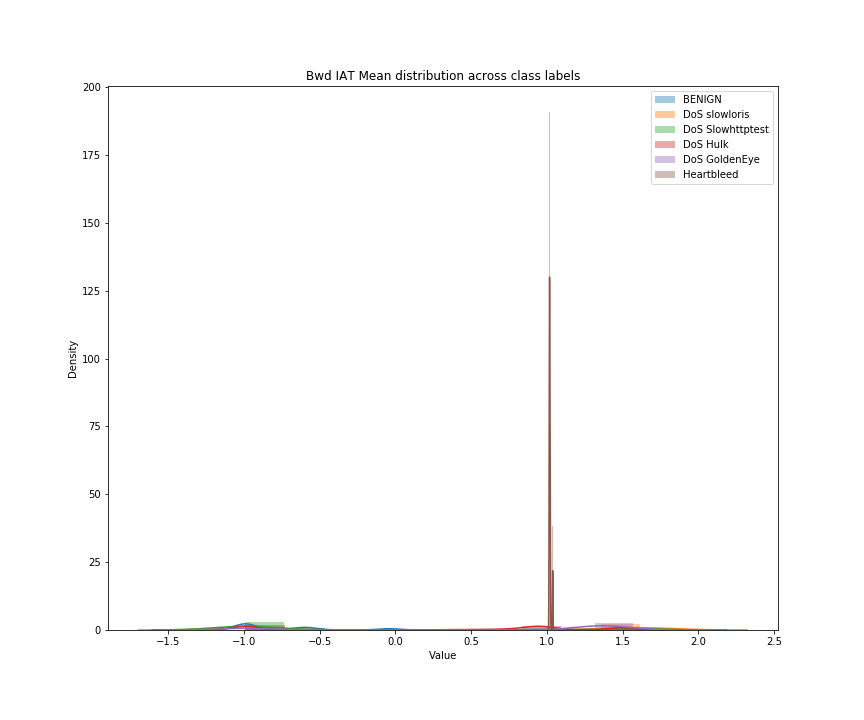 Bwd IAT Mean distribution across class labels
200
175
150
125
100
75
50
25
0
Density
BENIGN
DoS slowloris
DoS Slowhttptest
DoS Hulk
DoS GoldenEye
Heartbleed
−1.5 −1.0 −0.5 0.0 0.5 1.0 1.5 2.0 2.5
Value